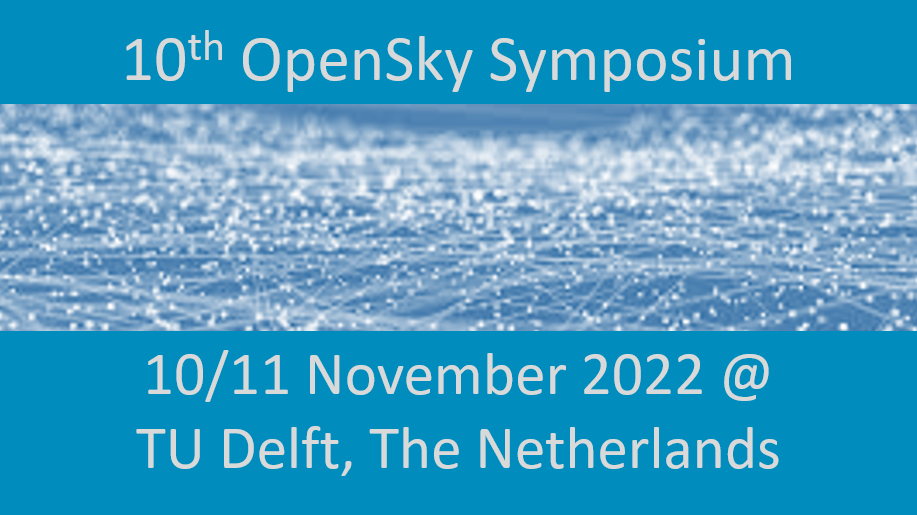 10th OpenSky Symposium
10/11 November 2022 @
TU Delft, The Netherlands